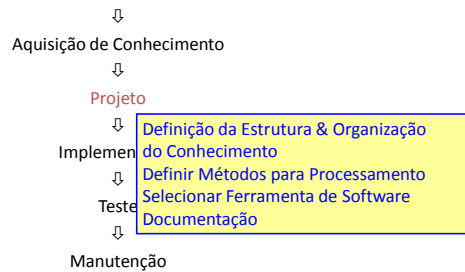 ⇩
Aquisição de Conhecimento
⇩
Projeto
⇩
Definição da Estrutura & Organização
do Conhecimento
Definir Métodos para Processamento
Selecionar Ferramenta de Software
Documentação
Implemen
⇩
Teste
⇩
Manutenção